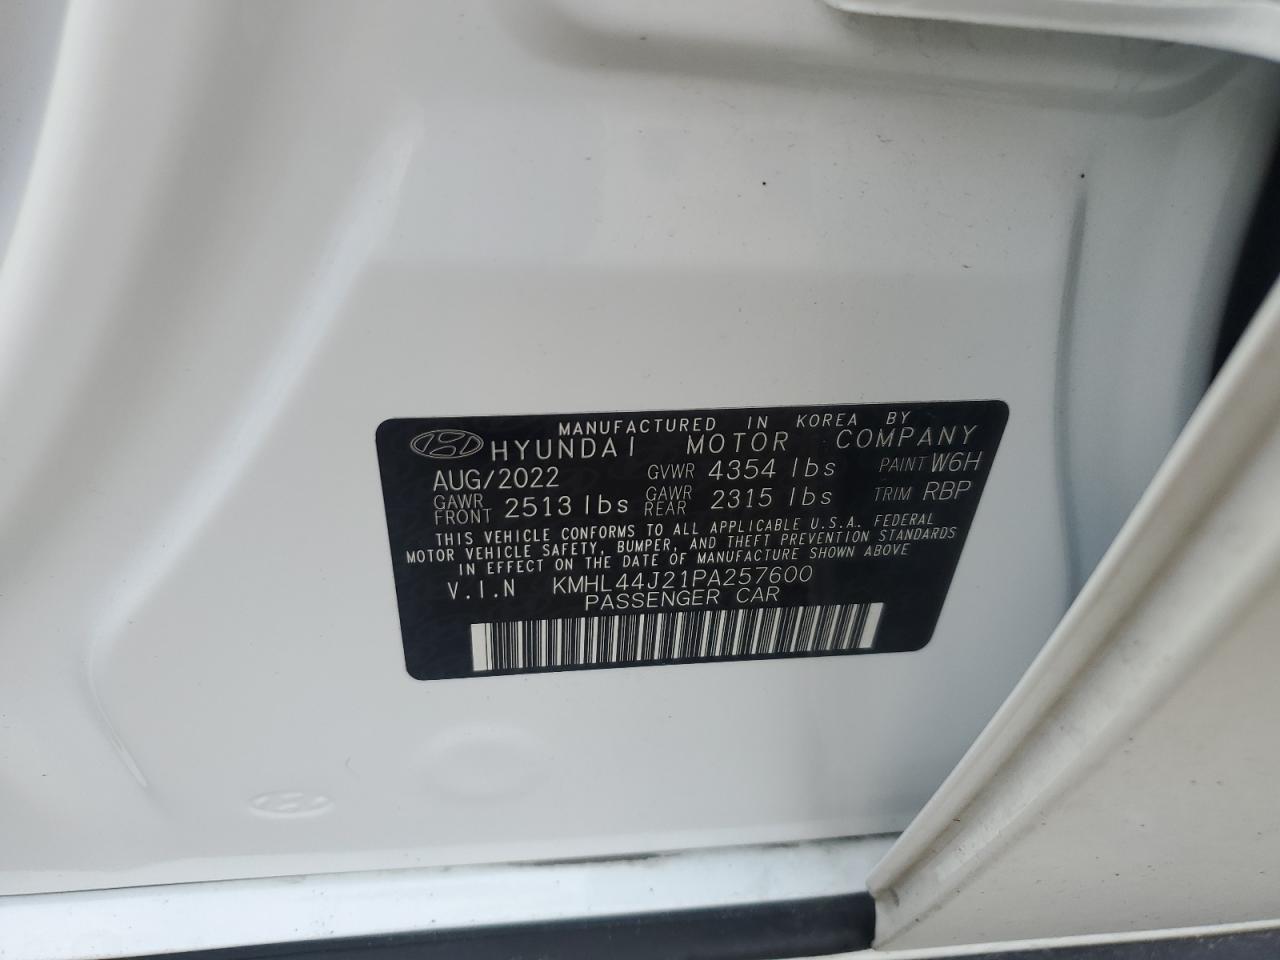 MANUFACTURED IN KOREA BY
HYUNDAI MOTOR COMPANY
AUG/2022 GVWR 4354 lbs PAINT W6H
GAWR FRONT 2513 lbs GAWR REAR 2315 lbs TRIM RBP
THIS VEHICLE CONFORMS TO ALL APPLICABLE U.S.A. FEDERAL
MOTOR VEHICLE SAFETY, BUMPER, AND THEFT PREVENTION STANDARDS
IN EFFECT ON THE DATE OF MANUFACTURE SHOWN ABOVE
V.I.N KMHL44J21PA257600
PASSENGER CAR